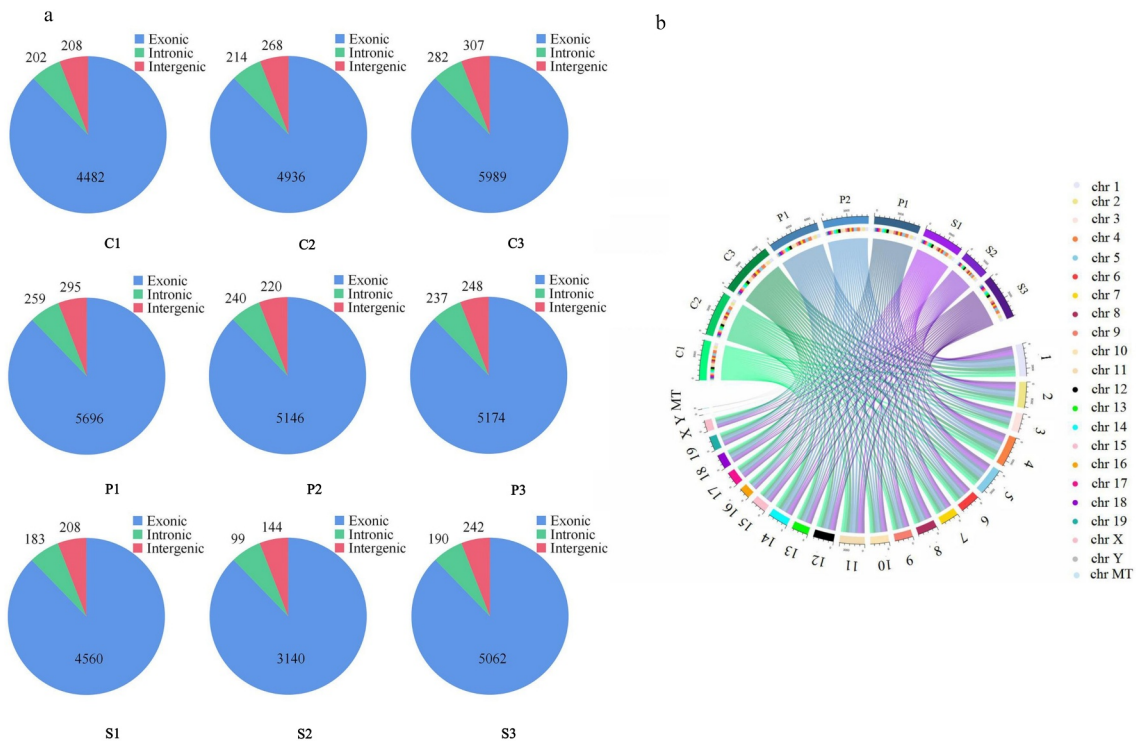 a
202
208
Exonic
Intronic
Intergenic
4482
C1
214
268
Exonic
Intronic
Intergenic
4936
C2
282
307
Exonic
Intronic
Intergenic
5989
C3
259
295
Exonic
Intronic
Intergenic
5696
P1
240
220
Exonic
Intronic
Intergenic
5146
P2
237
248
Exonic
Intronic
Intergenic
5174
P3
183
208
Exonic
Intronic
Intergenic
4560
S1
99
144
Exonic
Intronic
Intergenic
3140
S2
190
242
Exonic
Intronic
Intergenic
5062
S3
b
C1
C2
C3
P1
P2
P1
S1
S2
S3
1
2
3
4
5
6
7
8
9
10
11
12
13
14
15
16
17
18
19
X
Y
MT
chr 1
chr 2
chr 3
chr 4
chr 5
chr 6
chr 7
chr 8
chr 9
chr 10
chr 11
chr 12
chr 13
chr 14
chr 15
chr 16
chr 17
chr 18
chr 19
chr X
chr Y
chr MT